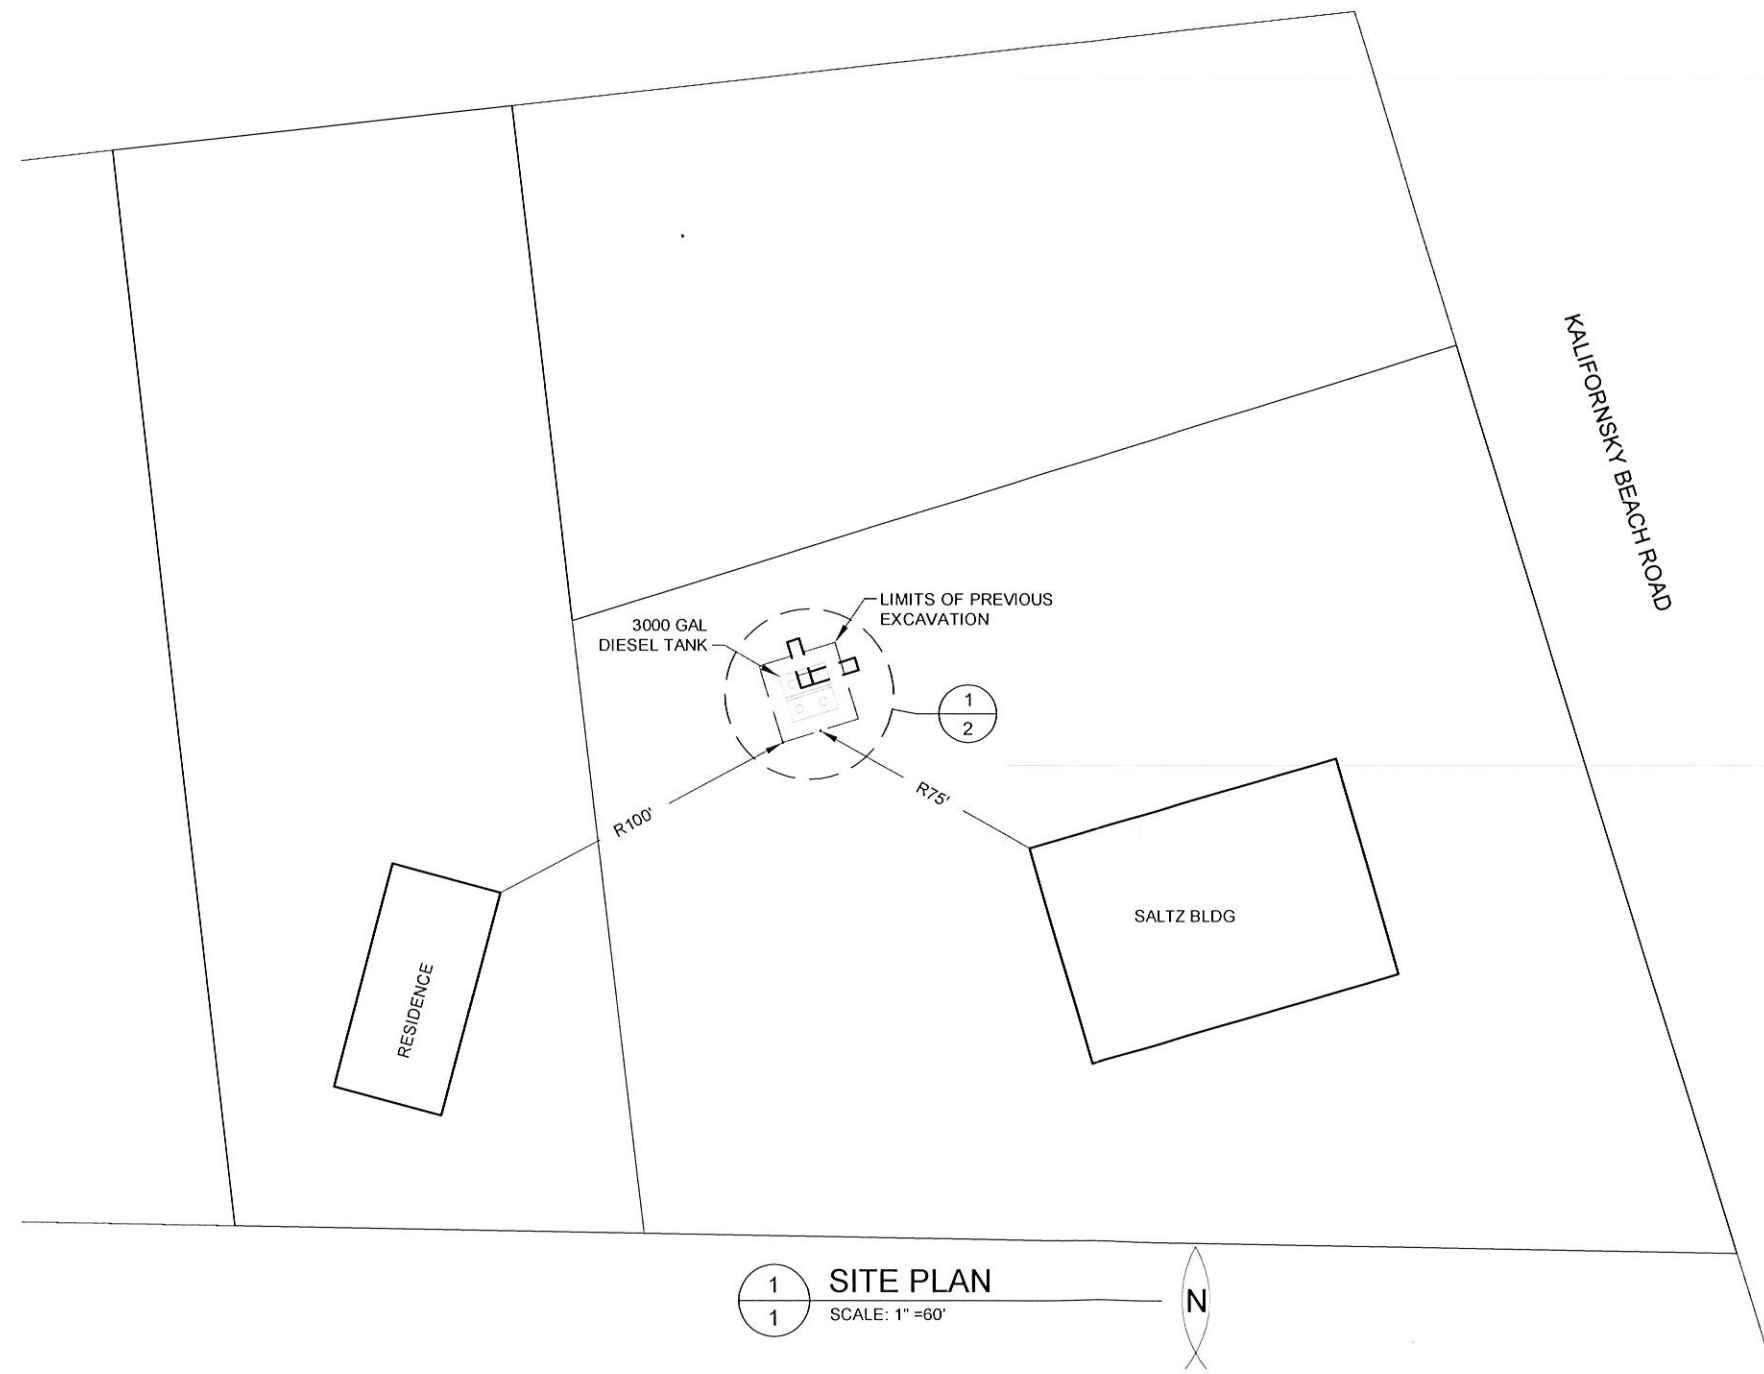 KALIFORNSKY BEACH ROAD
LIMITS OF PREVIOUS
EXCAVATION
3000 GAL
DIESEL TANK
1
2
R100'
R75'
SALTZ BLDG
RESIDENCE
1
1
SITE PLAN
SCALE: 1" =60'
N